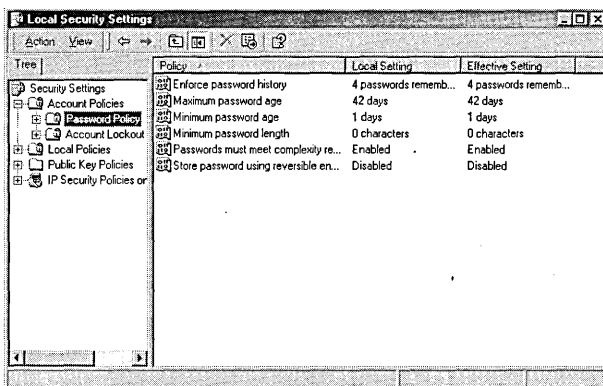 Local Security Settings
Action View
Tree
Security Settings
Account Policies
Password Policy
Account Lockout
Local Policies
Public Key Policies
IP Security Policies or
Policy Local Setting Effective Setting
Enforce password history 4 passwords rememb... 4 passwords rememb...
Maximum password age 42 days 42 days
Minimum password age 1 days 1 days
Minimum password length 0 characters 0 characters
Passwords must meet complexity re... Enabled Enabled
Store password using reversible en... Disabled Disabled